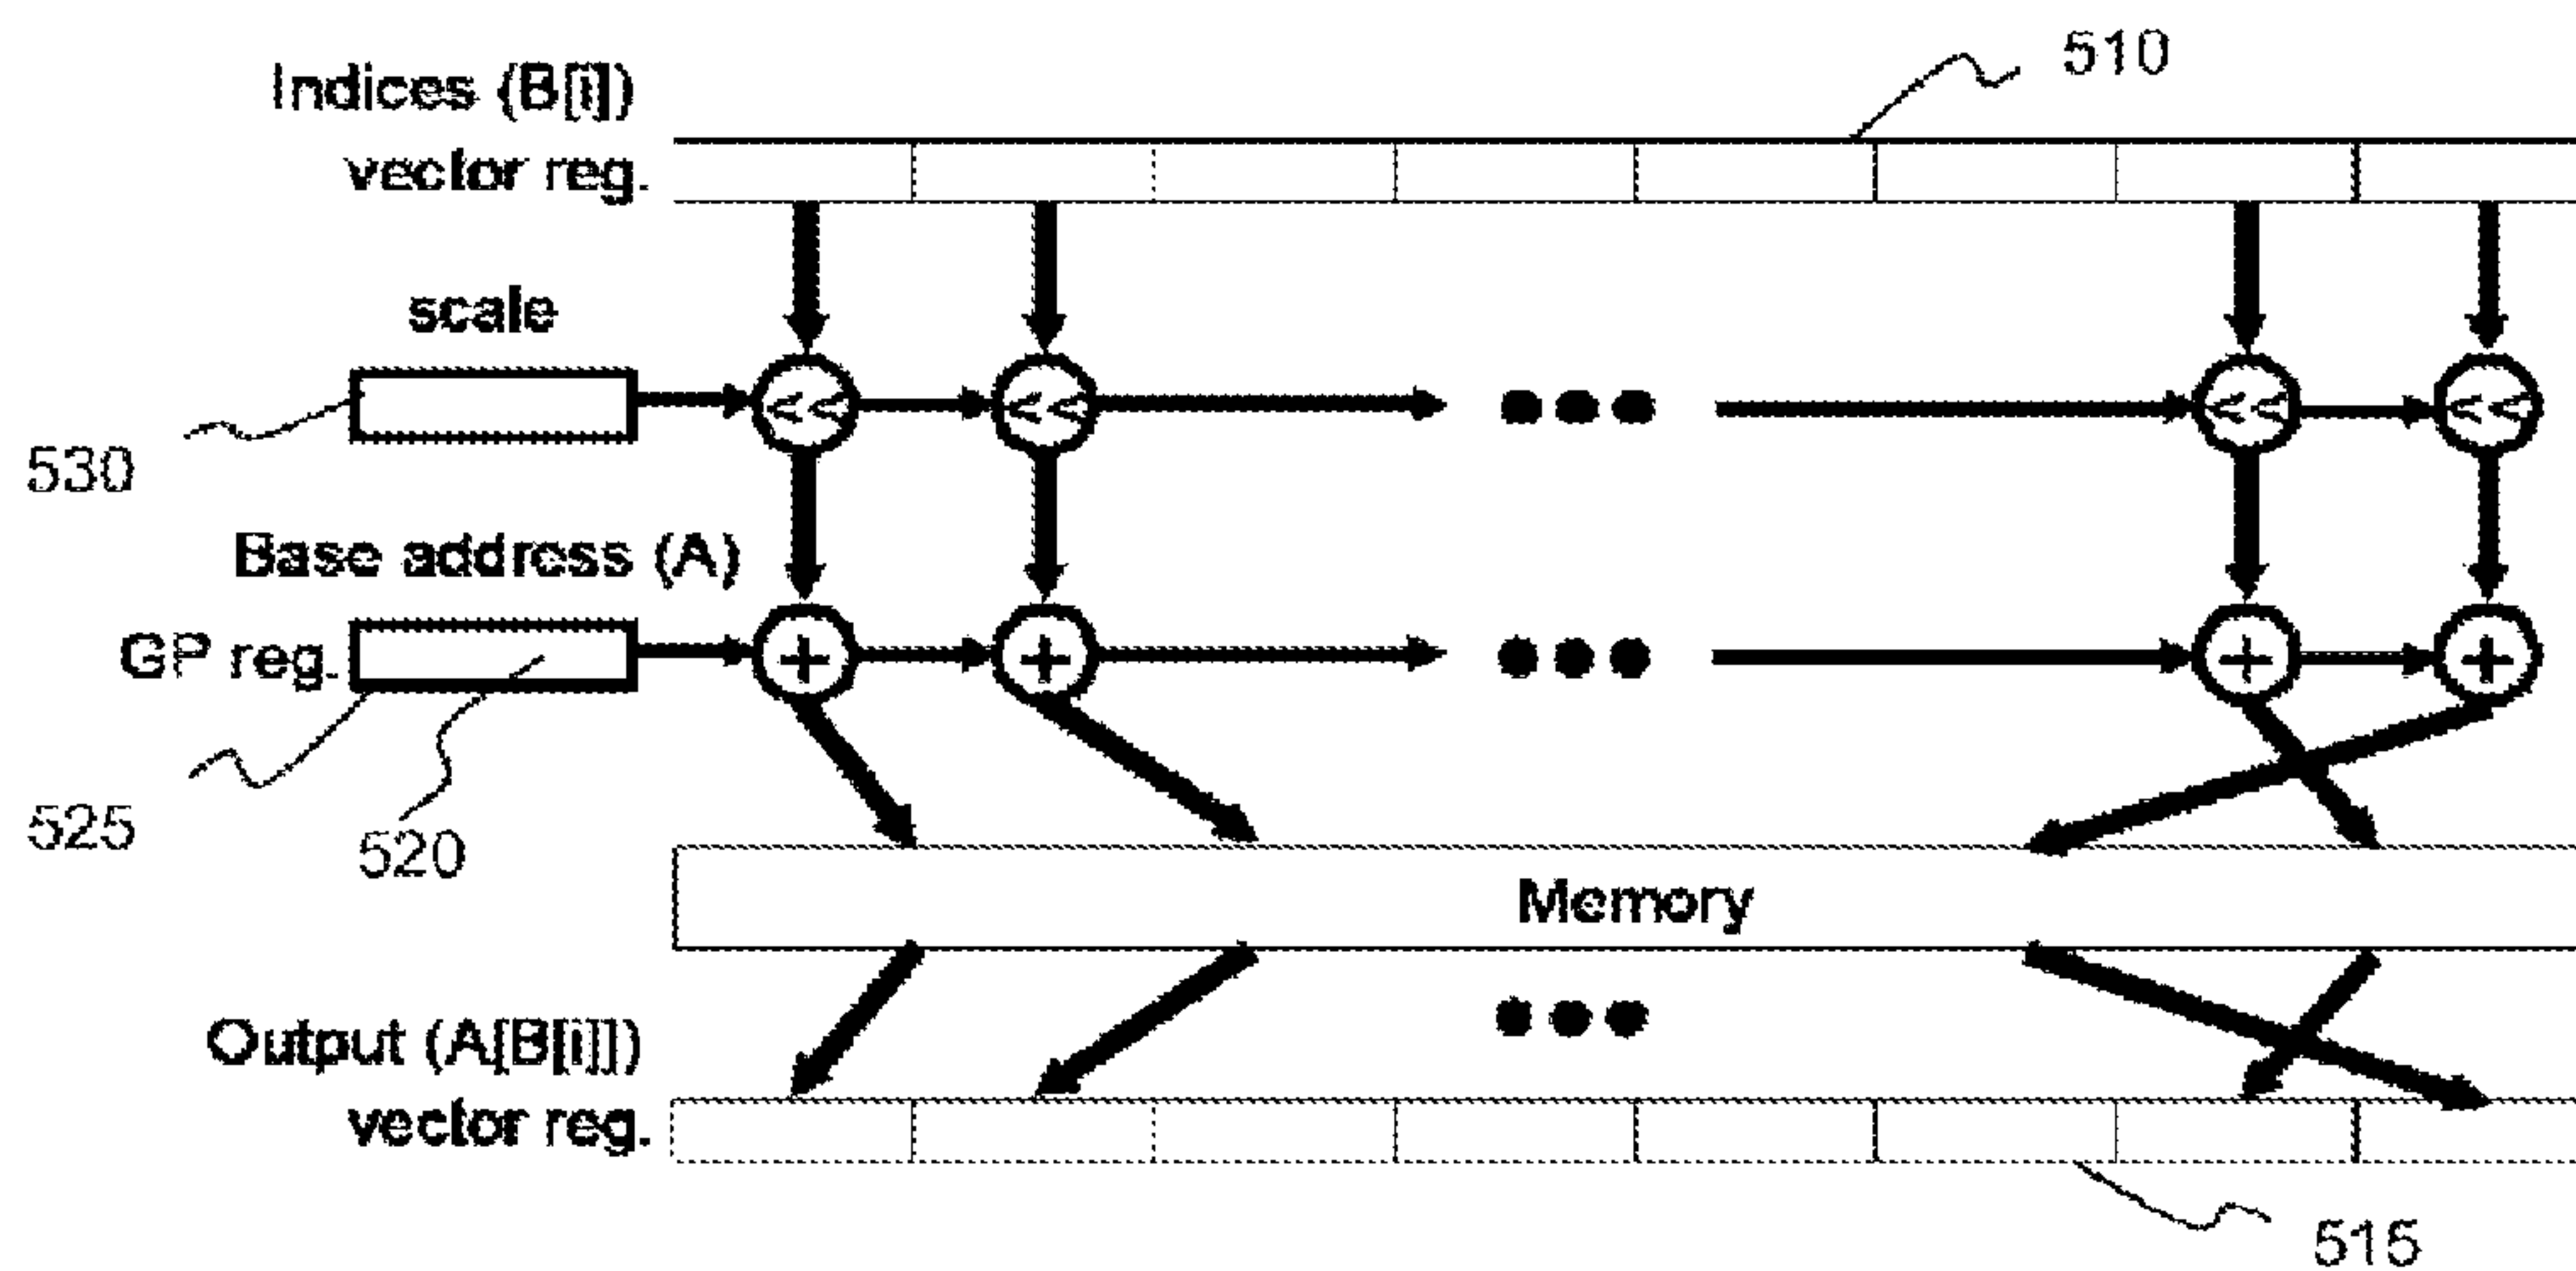 510
Indices (B[i])
vector reg.
scale
<< << << <<
530
Base address (A)
GP reg.
+ + + +
525
520
Memory
Output (A[B[i]])
vector reg.
515